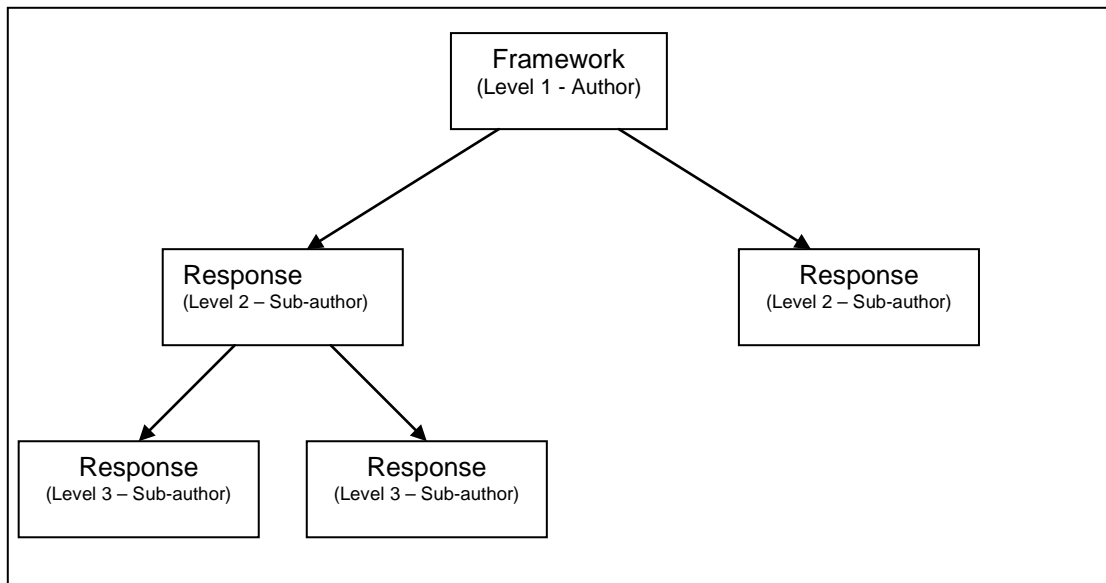 Framework
(Level 1 - Author)
Response
(Level 2 – Sub-author)
Response
(Level 2 – Sub-author)
Response
(Level 3 – Sub-author)
Response
(Level 3 – Sub-author)